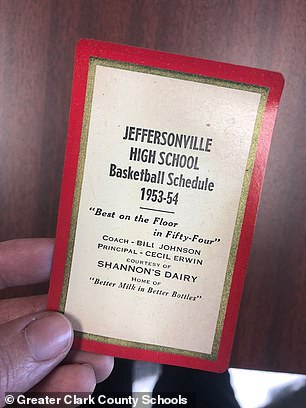 JEFFERSONVILLE
HIGH SCHOOL
Basketball Schedule
1953-54
"Best on the Floor
in Fifty-Four"
COACH - BILL JOHNSON
PRINCIPAL - CECIL ERWIN
COURTESY OF
SHANNON'S DAIRY
HOME OF
"Better Milk in Better Bottles"
© Greater Clark County Schools